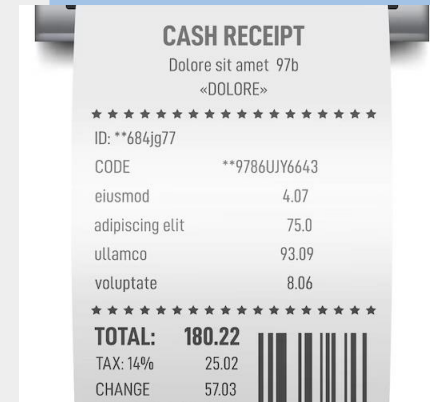 CASH RECEIPT
Dolore sit amet 97b
«DOLORE»
★ ★ ★ ★ ★ ★ ★ ★ ★ ★ ★ ★ ★ ★ ★ ★
ID: **684jg77
CODE **9786UJY6643
eiusmod 4.07
adipiscing elit 75.0
ullamco 93.09
voluptate 8.06
★ ★ ★ ★ ★ ★ ★ ★ ★ ★ ★ ★ ★ ★ ★ ★
TOTAL: 180.22
TAX: 14% 25.02
CHANGE 57.03